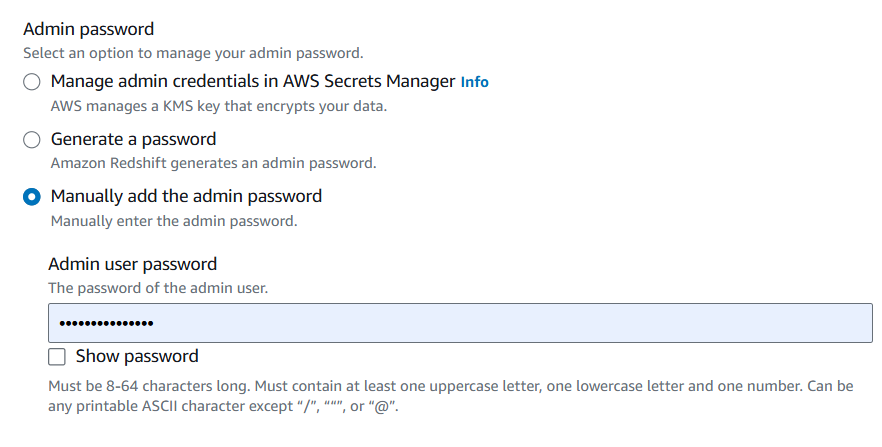 Admin password
Select an option to manage your admin password.
Manage admin credentials in AWS Secrets Manager Info
AWS manages a KMS key that encrypts your data.
Generate a password
Amazon Redshift generates an admin password.
Manually add the admin password
Manually enter the admin password.
Admin user password
The password of the admin user.
•••••••••••••••
Show password
Must be 8-64 characters long. Must contain at least one uppercase letter, one lowercase letter and one number. Can be
any printable ASCII character except “/”, “““, or “@”.